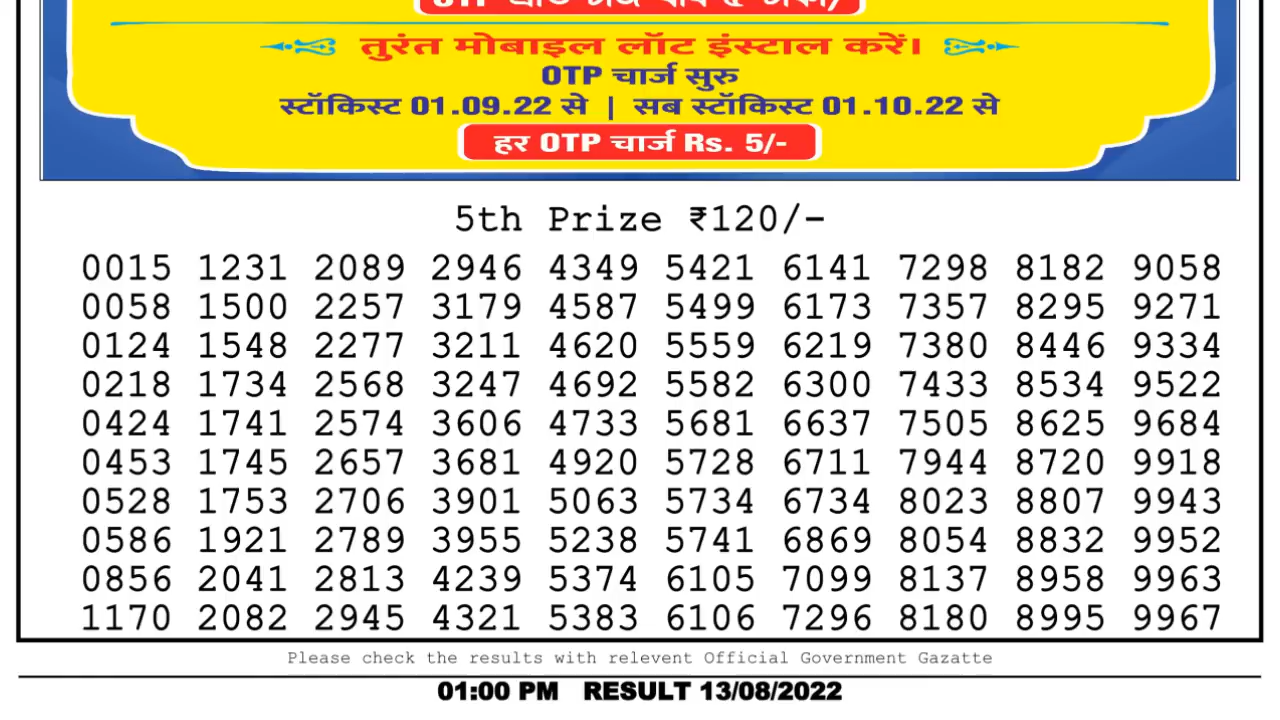 तुरंत मोबाइल लॉट इंस्टाल करें।
OTP चार्ज सुरु
स्टॉकिस्ट 01.09.22 से | सब स्टॉकिस्ट 01.10.22 से
हर OTP चार्ज Rs. 5/-
5th Prize ₹120/-
0015 1231 2089 2946 4349 5421 6141 7298 8182 9058
0058 1500 2257 3179 4587 5499 6173 7357 8295 9271
0124 1548 2277 3211 4620 5559 6219 7380 8446 9334
0218 1734 2568 3247 4692 5582 6300 7433 8534 9522
0424 1741 2574 3606 4733 5681 6637 7505 8625 9684
0453 1745 2657 3681 4920 5728 6711 7944 8720 9918
0528 1753 2706 3901 5063 5734 6734 8023 8807 9943
0586 1921 2789 3955 5238 5741 6869 8054 8832 9952
0856 2041 2813 4239 5374 6105 7099 8137 8958 9963
1170 2082 2945 4321 5383 6106 7296 8180 8995 9967
Please check the results with relevent Official Government Gazatte
01:00 PM RESULT 13/08/2022